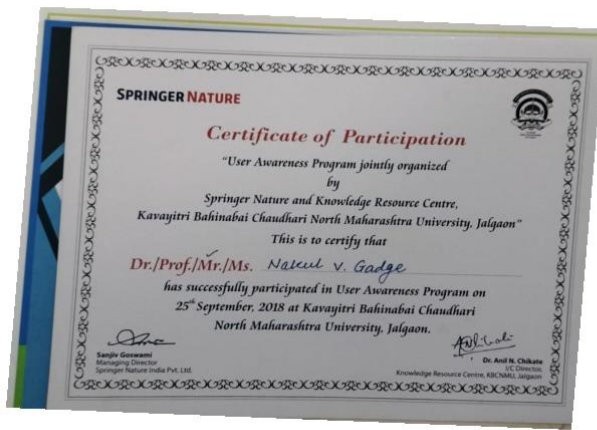 SPRINGER NATURE
Certificate of Participation
"User Awareness Program jointly organized
by
Springer Nature and Knowledge Resource Centre,
Kavayitri Bahinabai Chaudhari North Maharashtra University, Jalgaon"
This is to certify that
Dr./Prof./Mr./Ms. Nakul V. Gadge
has successfully participated in User Awareness Program on
25th September, 2018 at Kavayitri Bahinabai Chaudhari
North Maharashtra University, Jalgaon.
Sanjiv Goswami
Managing Director
Springer Nature India Pvt. Ltd.
Dr. Anil N. Chikate
I/C Director,
Knowledge Resource Centre, KBCNMU, Jalgaon